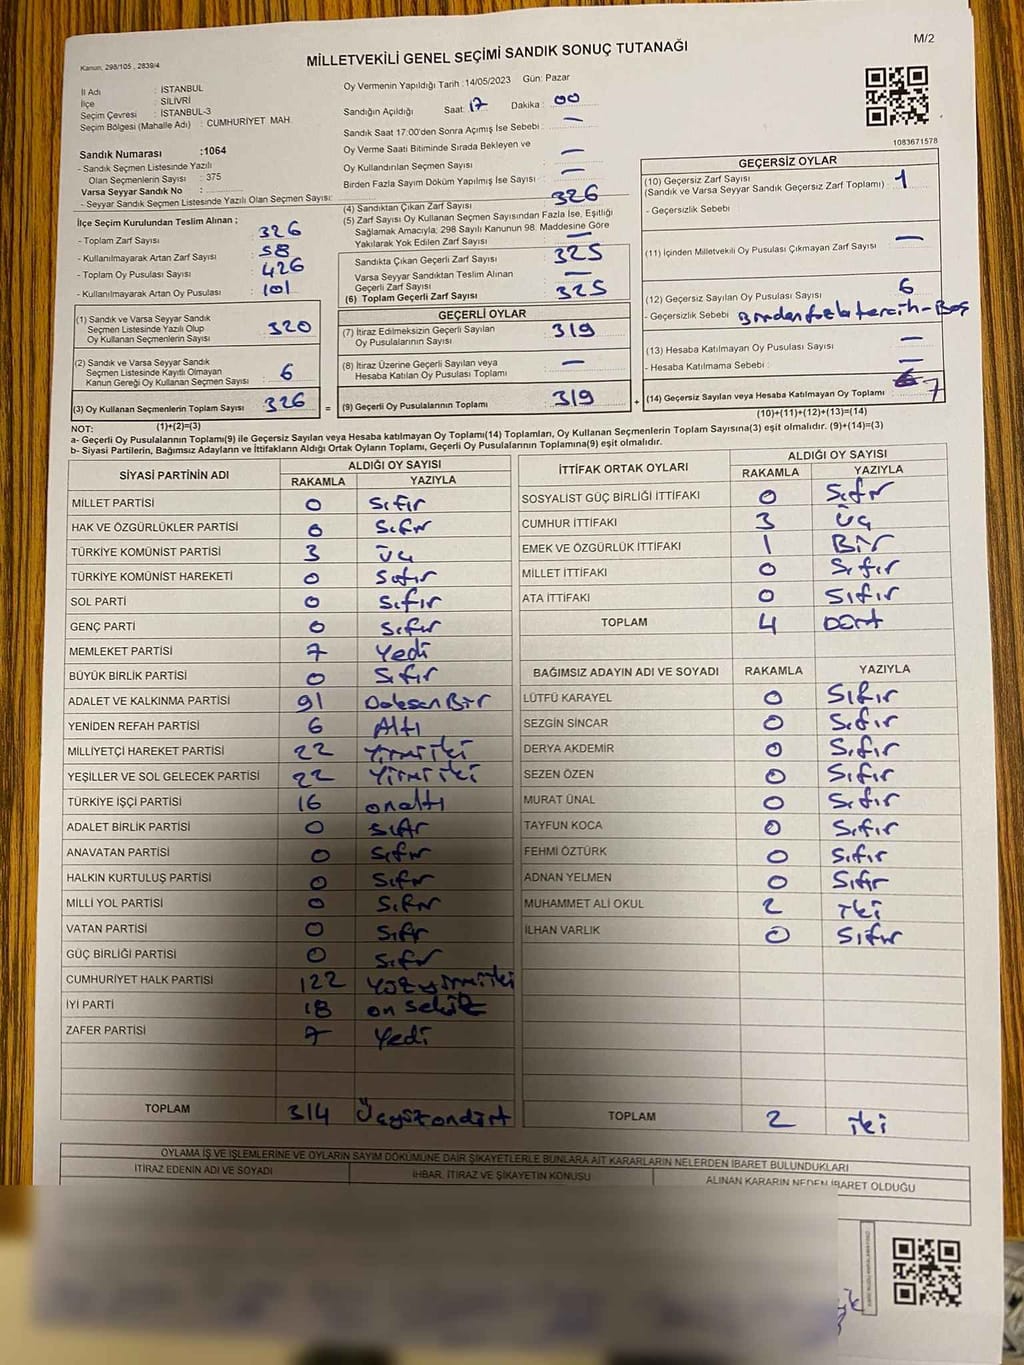 M/2
Kanun: 298/105 , 2839/4
MİLLETVEKİLİ GENEL SEÇİMİ SANDIK SONUÇ TUTANAĞI
İl Adı : İSTANBUL
İlçe : SİLİVRİ
Seçim Çevresi : İSTANBUL-3
Seçim Bölgesi (Mahalle Adı) : CUMHURİYET MAH.
Sandık Numarası :1064
- Sandık Seçmen Listesinde Yazılı
Olan Seçmenlerin Sayısı : 375
Varsa Seyyar Sandık No :
- Seyyar Sandık Seçmen Listesinde Yazılı Olan Seçmen Sayısı:
Oy Vermenin Yapıldığı Tarih :14/05/2023 Gün: Pazar
Sandığın Açıldığı Saat: 17 Dakika : 00
Sandık Saat 17:00'den Sonra Açımış İse Sebebi : —
Oy Verme Saati Bitiminde Sırada Bekleyen ve
Oy Kullandırılan Seçmen Sayısı : —
Birden Fazla Sayım Döküm Yapılmış İse Sayısı : —
1083671578
İlçe Seçim Kurulundan Teslim Alınan ;
- Toplam Zarf Sayısı : 326
- Kullanılmayarak Artan Zarf Sayısı : 58
- Toplam Oy Pusulası Sayısı : 426
- Kullanılmayarak Artan Oy Pusulası : 101
(1) Sandık ve Varsa Seyyar Sandık
Seçmen Listesinde Yazılı Olup
Oy Kullanan Seçmenlerin Sayısı : 320
(2) Sandık ve Varsa Seyyar Sandık
Seçmen Listesinde Kayıtlı Olmayan
Kanun Gereği Oy Kullanan Seçmen Sayısı : 6
(3) Oy Kullanan Seçmenlerin Toplam Sayısı : 326 =
(1)+(2)=(3)
(4) Sandıktan Çıkan Zarf Sayısı : 326
(5) Zarf Sayısı Oy Kullanan Seçmen Sayısından Fazla İse, Eşitliği
Sağlamak Amacıyla; 298 Sayılı Kanunun 98. Maddesine Göre
Yakılarak Yok Edilen Zarf Sayısı : —
Sandıkta Çıkan Geçerli Zarf Sayısı : 325
Varsa Seyyar Sandıktan Teslim Alınan
Geçerli Zarf Sayısı : —
(6) Toplam Geçerli Zarf Sayısı : 325
GEÇERLİ OYLAR
(7) İtiraz Edilmeksizin Geçerli Sayılan
Oy Pusulalarının Sayısı : 319
(8) İtiraz Üzerine Geçerli Sayılan veya
Hesaba Katılan Oy Pusulası Toplamı : —
(9) Geçerli Oy Pusulalarının Toplamı : 319 +
GEÇERSİZ OYLAR
(10) Geçersiz Zarf Sayısı
(Sandık ve Varsa Seyyar Sandık Geçersiz Zarf Toplamı) : 1
- Geçersizlik Sebebi :
(11) İçinden Milletvekili Oy Pusulası Çıkmayan Zarf Sayısı : —
(12) Geçersiz Sayılan Oy Pusulası Sayısı : 6
- Geçersizlik Sebebi : Birden fazla tercih-Boş
(13) Hesaba Katılmayan Oy Pusulası Sayısı : —
- Hesaba Katılmama Sebebi : —
(14) Geçersiz Sayılan veya Hesaba Katılmayan Oy Toplamı : 7
(10)+(11)+(12)+(13)=(14)
NOT:
a- Geçerli Oy Pusulalarının Toplamı(9) ile Geçersiz Sayılan veya Hesaba katılmayan Oy Toplamı(14) Toplamları, Oy Kullanan Seçmenlerin Toplam Sayısına(3) eşit olmalıdır. (9)+(14)=(3)
b- Siyasi Partilerin, Bağımsız Adayların ve İttifakların Aldığı Ortak Oyların Toplamı, Geçerli Oy Pusulalarının Toplamına(9) eşit olmalıdır.
SİYASİ PARTİNİN ADI ALDIĞI OY SAYISI
RAKAMLA YAZIYLA
MİLLET PARTİSİ 0 Sıfır
HAK VE ÖZGÜRLÜKLER PARTİSİ 0 Sıfır
TÜRKİYE KOMÜNİST PARTİSİ 3 üç
TÜRKİYE KOMÜNİST HAREKETİ 0 Sıfır
SOL PARTİ 0 Sıfır
GENÇ PARTİ 0 Sıfır
MEMLEKET PARTİSİ 7 Yedi
BÜYÜK BİRLİK PARTİSİ 0 Sıfır
ADALET VE KALKINMA PARTİSİ 91 DoksanBir
YENİDEN REFAH PARTİSİ 6 Altı
MİLLİYETÇİ HAREKET PARTİSİ 22 Yirmiiki
YEŞİLLER VE SOL GELECEK PARTİSİ 22 Yirmiiki
TÜRKİYE İŞÇİ PARTİSİ 16 onaltı
ADALET BİRLİK PARTİSİ 0 Sıfır
ANAVATAN PARTİSİ 0 Sıfır
HALKIN KURTULUŞ PARTİSİ 0 Sıfır
MİLLİ YOL PARTİSİ 0 Sıfır
VATAN PARTİSİ 0 Sıfır
GÜÇ BİRLİĞİ PARTİSİ 0 Sıfır
CUMHURİYET HALK PARTİSİ 122 Yüzyirmiiki
İYİ PARTİ 18 on sekiz
ZAFER PARTİSİ 7 Yedi
TOPLAM 314 Üçyüzondört
İTTİFAK ORTAK OYLARI ALDIĞI OY SAYISI
RAKAMLA YAZIYLA
SOSYALİST GÜÇ BİRLİĞİ İTTİFAKI 0 Sıfır
CUMHUR İTTİFAKI 3 üç
EMEK VE ÖZGÜRLÜK İTTİFAKI 1 Bir
MİLLET İTTİFAKI 0 Sıfır
ATA İTTİFAKI 0 Sıfır
TOPLAM 4 Dört
BAĞIMSIZ ADAYIN ADI VE SOYADI RAKAMLA YAZIYLA
LÜTFÜ KARAYEL 0 Sıfır
SEZGİN SİNCAR 0 Sıfır
DERYA AKDEMİR 0 Sıfır
SEZEN ÖZEN 0 Sıfır
MURAT ÜNAL 0 Sıfır
TAYFUN KOCA 0 Sıfır
FEHMİ ÖZTÜRK 0 Sıfır
ADNAN YELMEN 0 Sıfır
MUHAMMET ALİ OKUL 2 iki
İLHAN VARLIK 0 Sıfır
TOPLAM 2 iki
OYLAMA İŞ VE İŞLEMLERİNE VE OYLARIN SAYIM DÖKÜMÜNE DAİR ŞİKAYETLERLE BUNLARA AİT KARARLARIN NELERDEN İBARET BULUNDUKLARI
İTİRAZ EDENİN ADI VE SOYADI İHBAR, İTİRAZ VE ŞİKAYETİN KONUSU ALINAN KARARIN NEDEN İBARET OLDUĞU